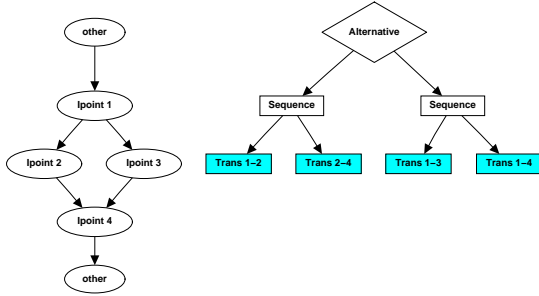 other
Alternative
Ipoint 1
Sequence
Sequence
Ipoint 2
Ipoint 3
Trans 1–2
Trans 2–4
Trans 1–3
Trans 1–4
Ipoint 4
other